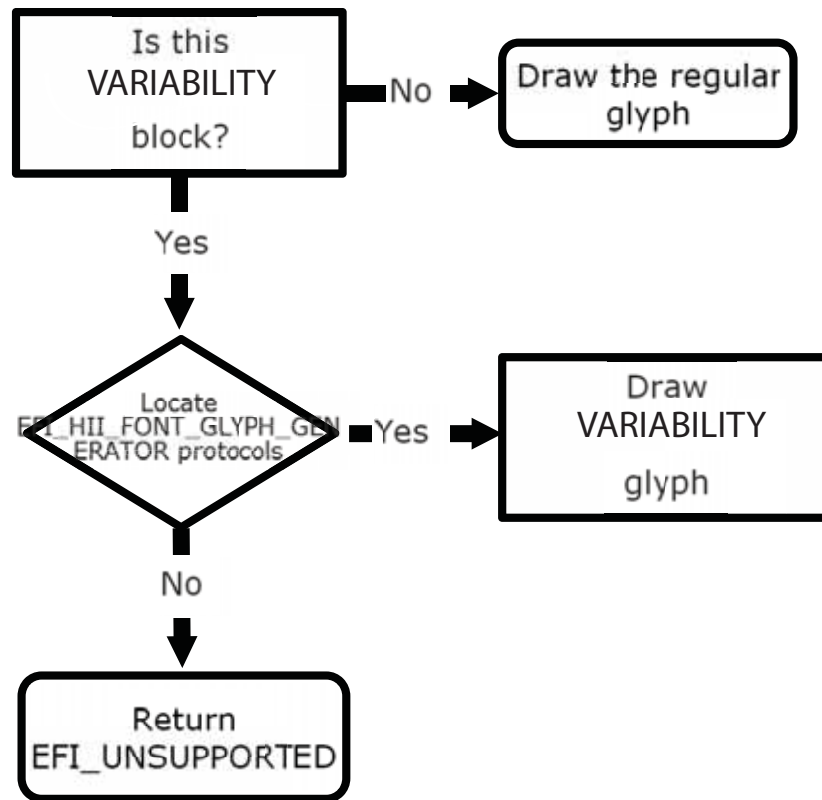 Is this
VARIABILITY
block?
No
Draw the regular
glyph
Yes
Locate
EFI_HII_FONT_GLYPH_GEN
ERATOR protocols
Yes
Draw
VARIABILITY
glyph
No
Return
EFI_UNSUPPORTED